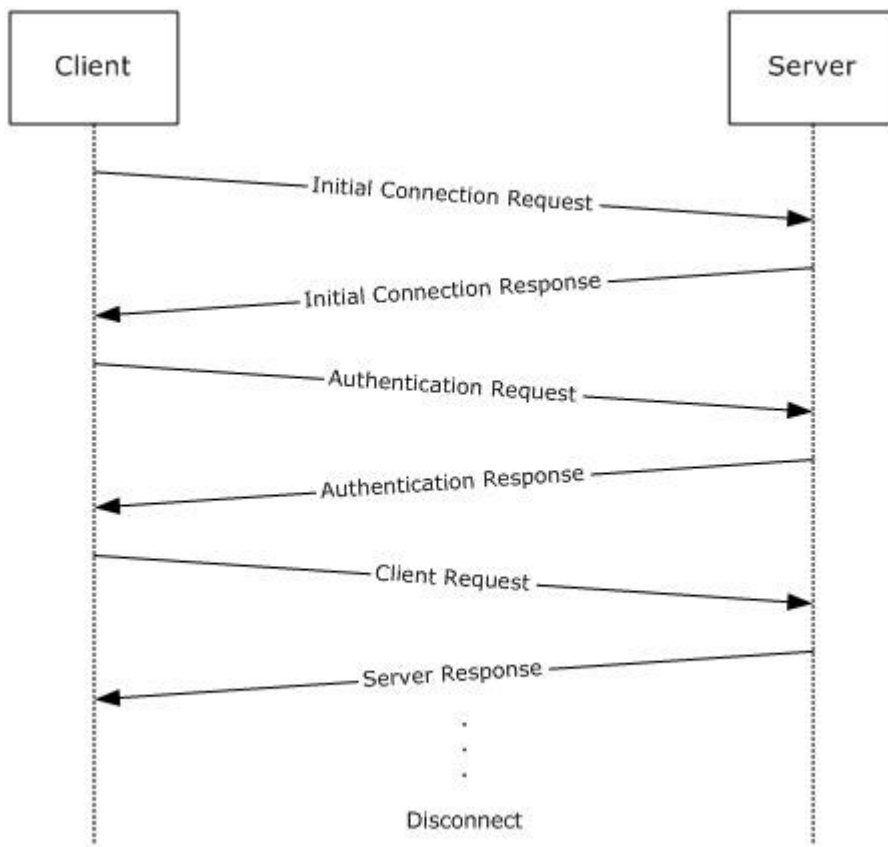 Client
Server
Initial Connection Request
Initial Connection Response
Authentication Request
Authentication Response
Client Request
Server Response
.
.
.
Disconnect